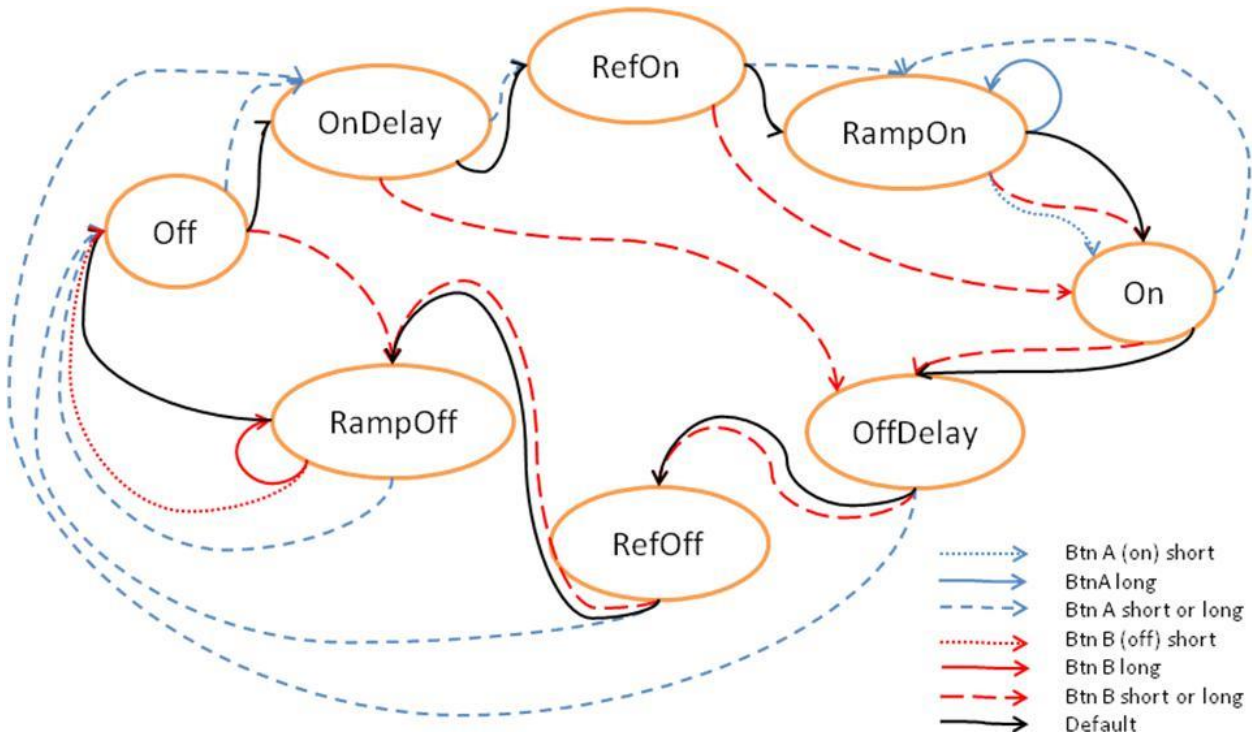 RefOn
OnDelay
RampOn
Off
On
RampOff
OffDelay
RefOff
Btn A (on) short
BtnA long
Btn A short or long
Btn B (off) short
Btn B long
Btn B short or long
Default